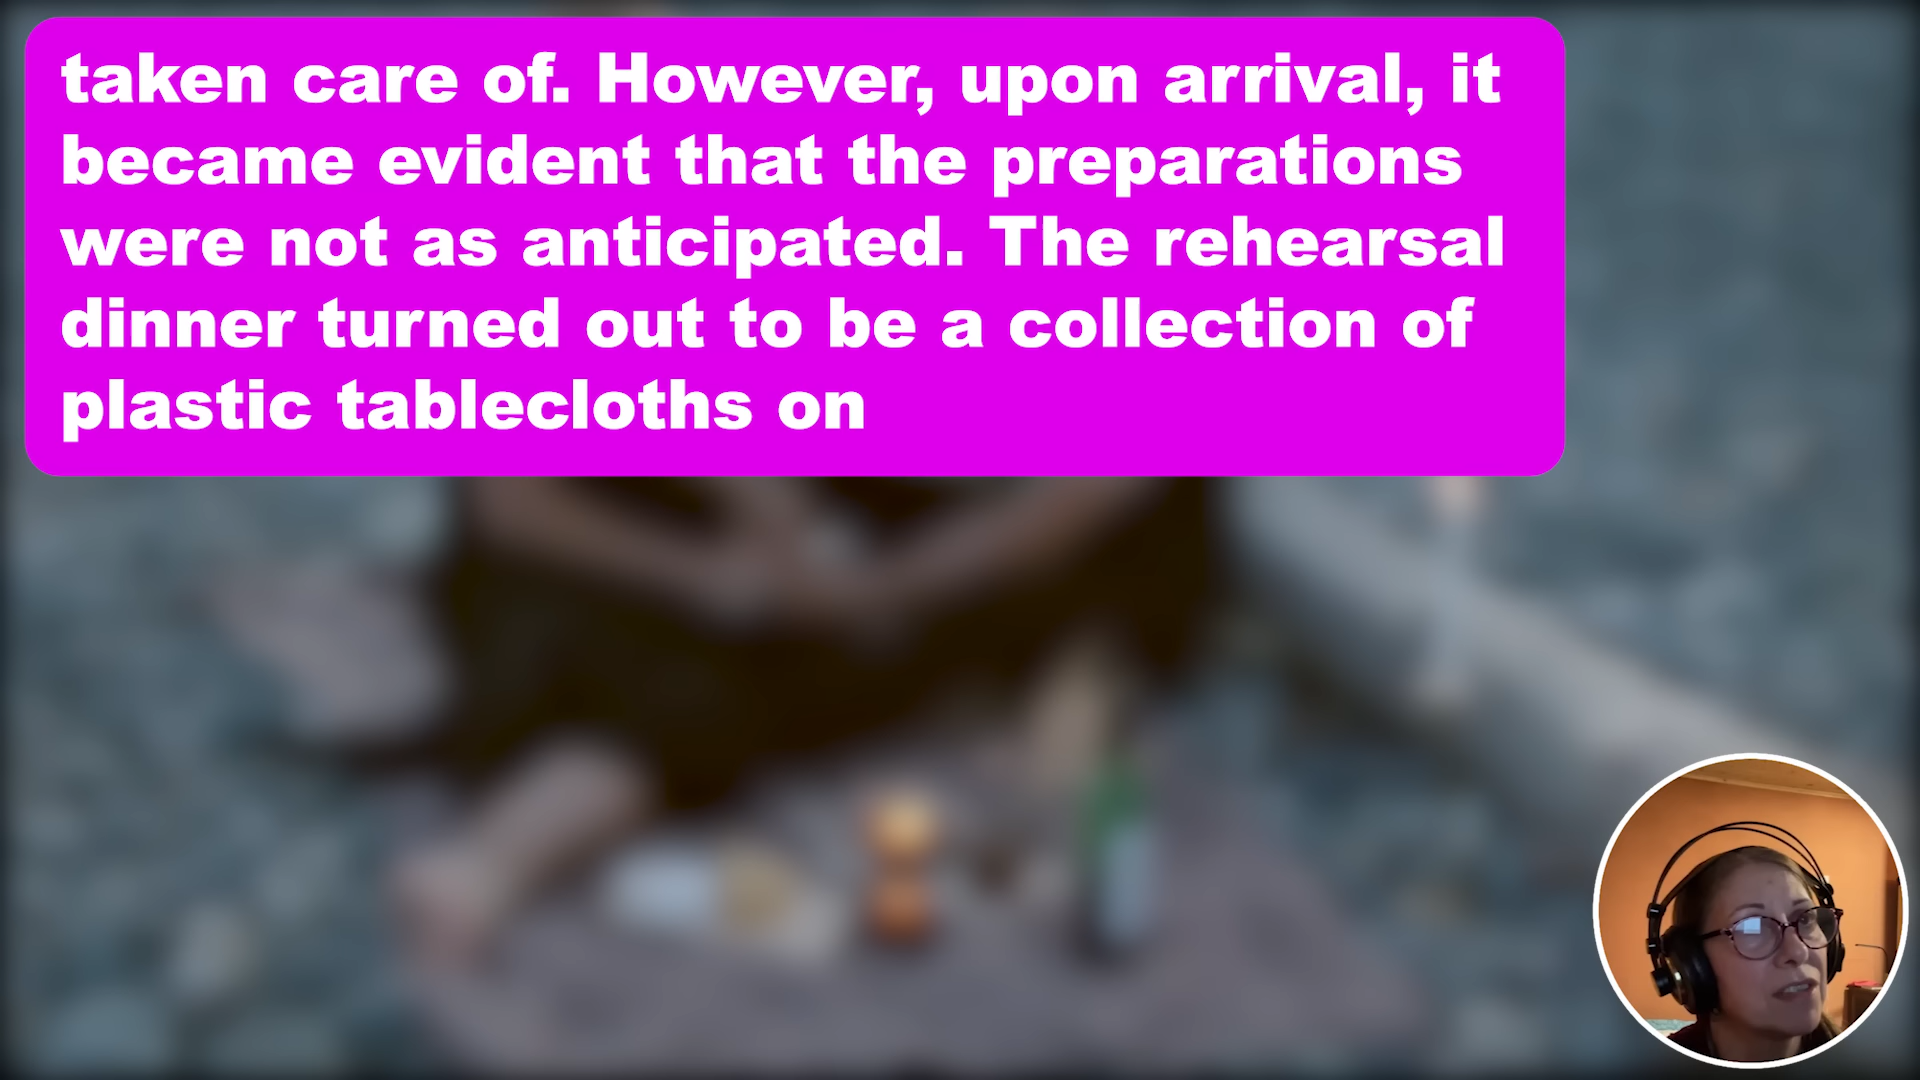 taken care of. However, upon arrival, it
became evident that the preparations
were not as anticipated. The rehearsal
dinner turned out to be a collection of
plastic tablecloths on